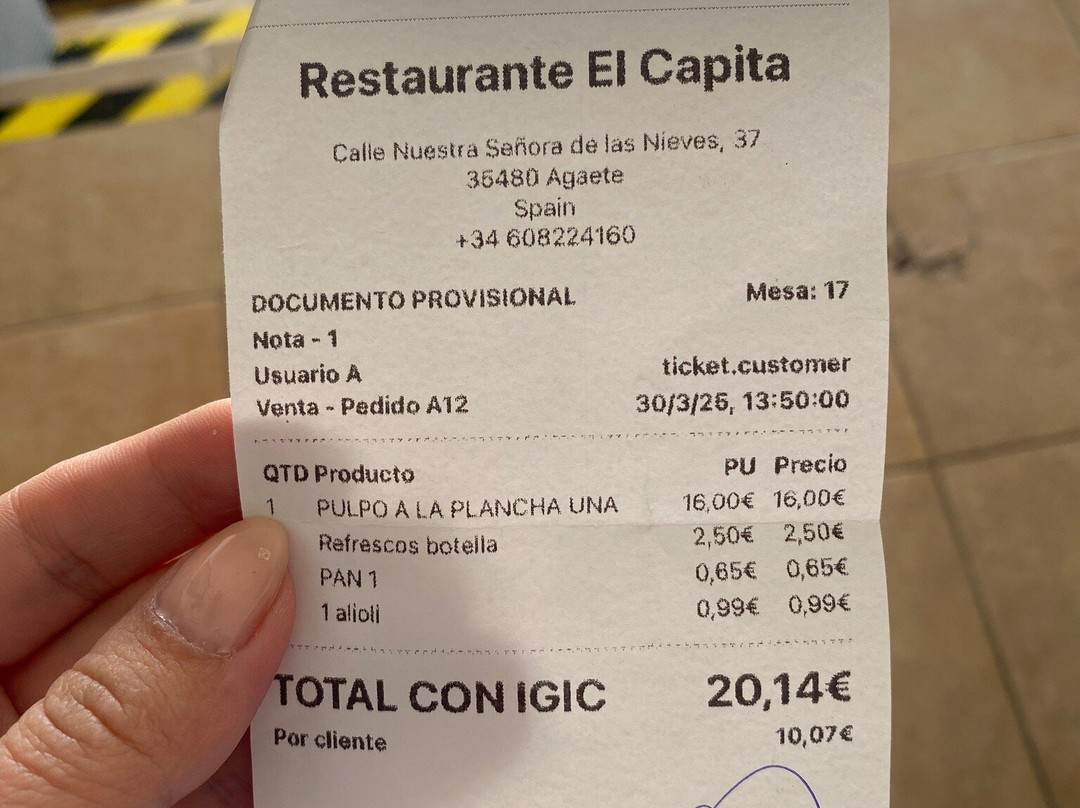 Restaurante El Capita
Calle Nuestra Señora de las Nieves, 37
35480 Agaete
Spain
+34 608224160
DOCUMENTO PROVISIONAL Mesa: 17
Nota - 1
Usuario A ticket.customer
Venta - Pedido A12 30/3/25, 13:50:00
QTD Producto PU Precio
1 PULPO A LA PLANCHA UNA 16,00€ 16,00€
Refrescos botella 2,50€ 2,50€
PAN 1 0,65€ 0,65€
1 alioli 0,99€ 0,99€
TOTAL CON IGIC 20,14€
Por cliente 10,07€